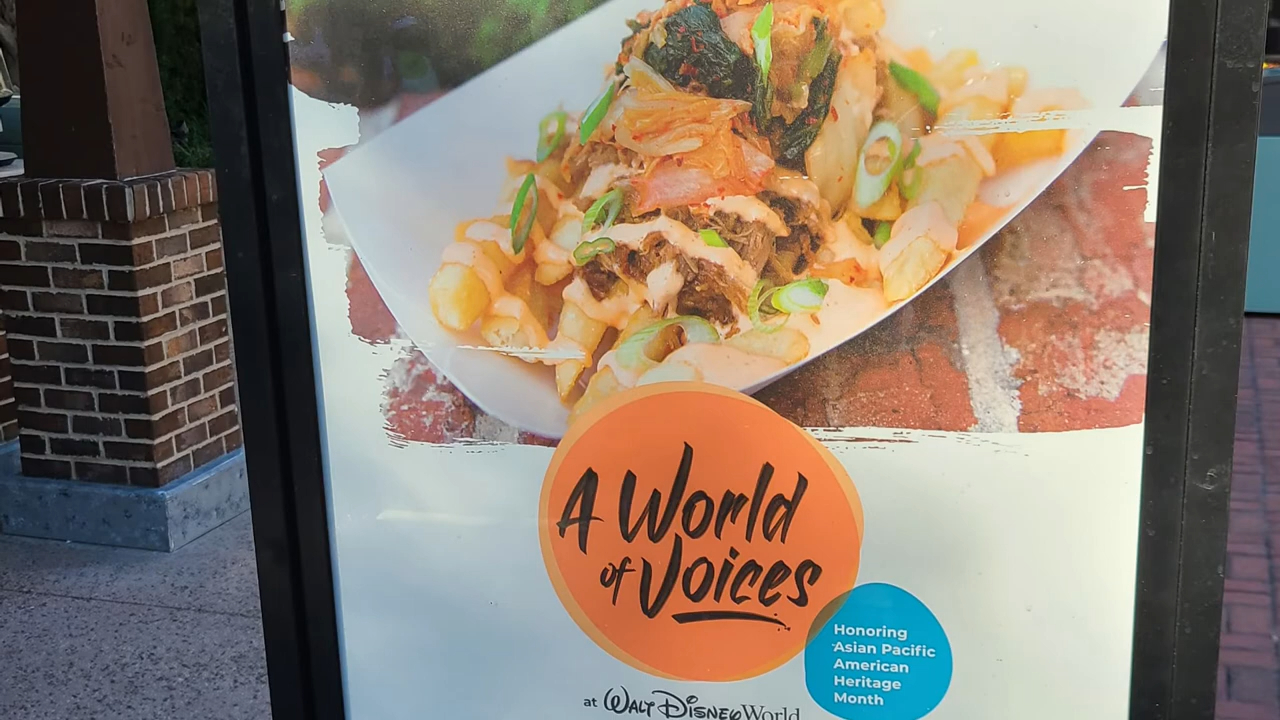 A World
of Voices
Honoring
Asian Pacific
American
Heritage
Month
at Walt Disney World